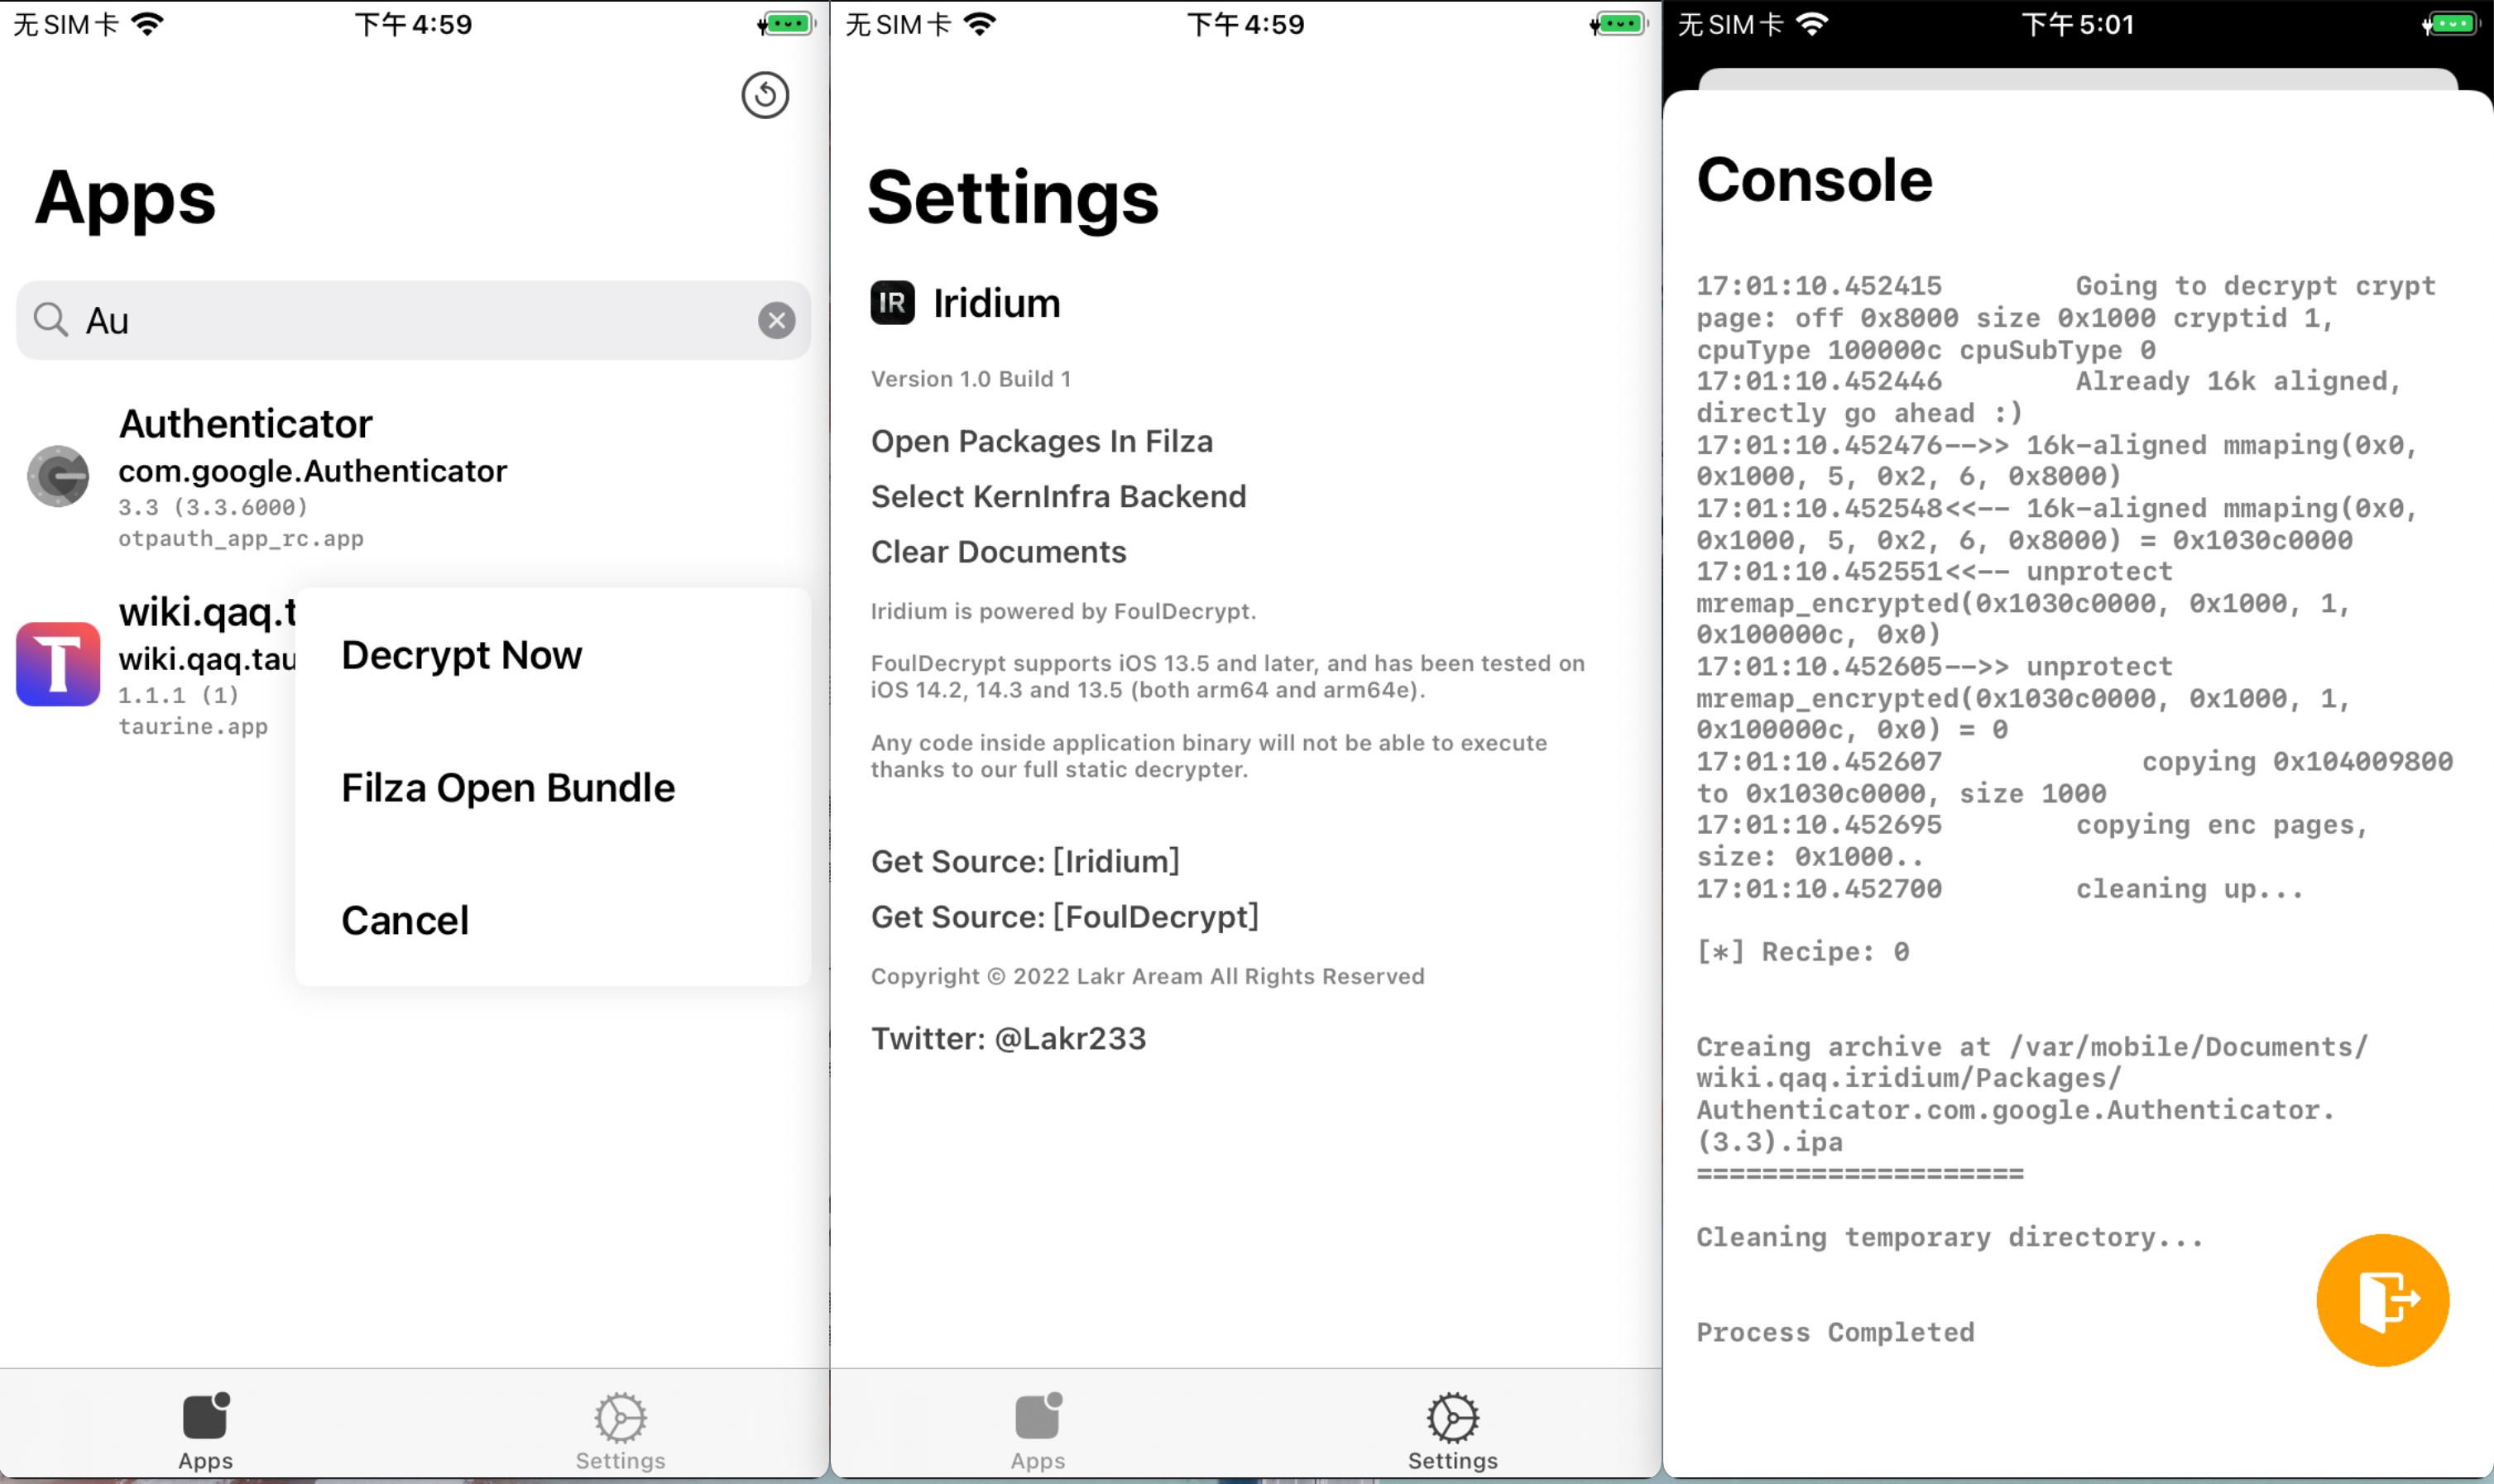 无 SIM 卡
下午 4:59
Apps
Au
Authenticator
com.google.Authenticator
3.3 (3.3.6000)
otpauth_app_rc.app
wiki.qaq.t
wiki.qaq.tau
1.1.1 (1)
taurine.app
Decrypt Now
Filza Open Bundle
Cancel
Apps
Settings
无 SIM 卡
下午 4:59
Settings
IR Iridium
Version 1.0 Build 1
Open Packages In Filza
Select KernInfra Backend
Clear Documents
Iridium is powered by FoulDecrypt.
FoulDecrypt supports iOS 13.5 and later, and has been tested on
iOS 14.2, 14.3 and 13.5 (both arm64 and arm64e).
Any code inside application binary will not be able to execute
thanks to our full static decrypter.
Get Source: [Iridium]
Get Source: [FoulDecrypt]
Copyright © 2022 Lakr Aream All Rights Reserved
Twitter: @Lakr233
Apps
Settings
无 SIM 卡
下午 5:01
Console
17:01:10.452415 Going to decrypt crypt
page: off 0x8000 size 0x1000 cryptid 1,
cpuType 100000c cpuSubType 0
17:01:10.452446 Already 16k aligned,
directly go ahead :)
17:01:10.452476-->> 16k-aligned mmaping(0x0,
0x1000, 5, 0x2, 6, 0x8000)
17:01:10.452548<<-- 16k-aligned mmaping(0x0,
0x1000, 5, 0x2, 6, 0x8000) = 0x1030c0000
17:01:10.452551<<-- unprotect
mremap_encrypted(0x1030c0000, 0x1000, 1,
0x100000c, 0x0)
17:01:10.452605-->> unprotect
mremap_encrypted(0x1030c0000, 0x1000, 1,
0x100000c, 0x0) = 0
17:01:10.452607 copying 0x104009800
to 0x1030c0000, size 1000
17:01:10.452695 copying enc pages,
size: 0x1000..
17:01:10.452700 cleaning up...
[*] Recipe: 0
Creaing archive at /var/mobile/Documents/
wiki.qaq.iridium/Packages/
Authenticator.com.google.Authenticator.
(3.3).ipa
====================
Cleaning temporary directory...
Process Completed